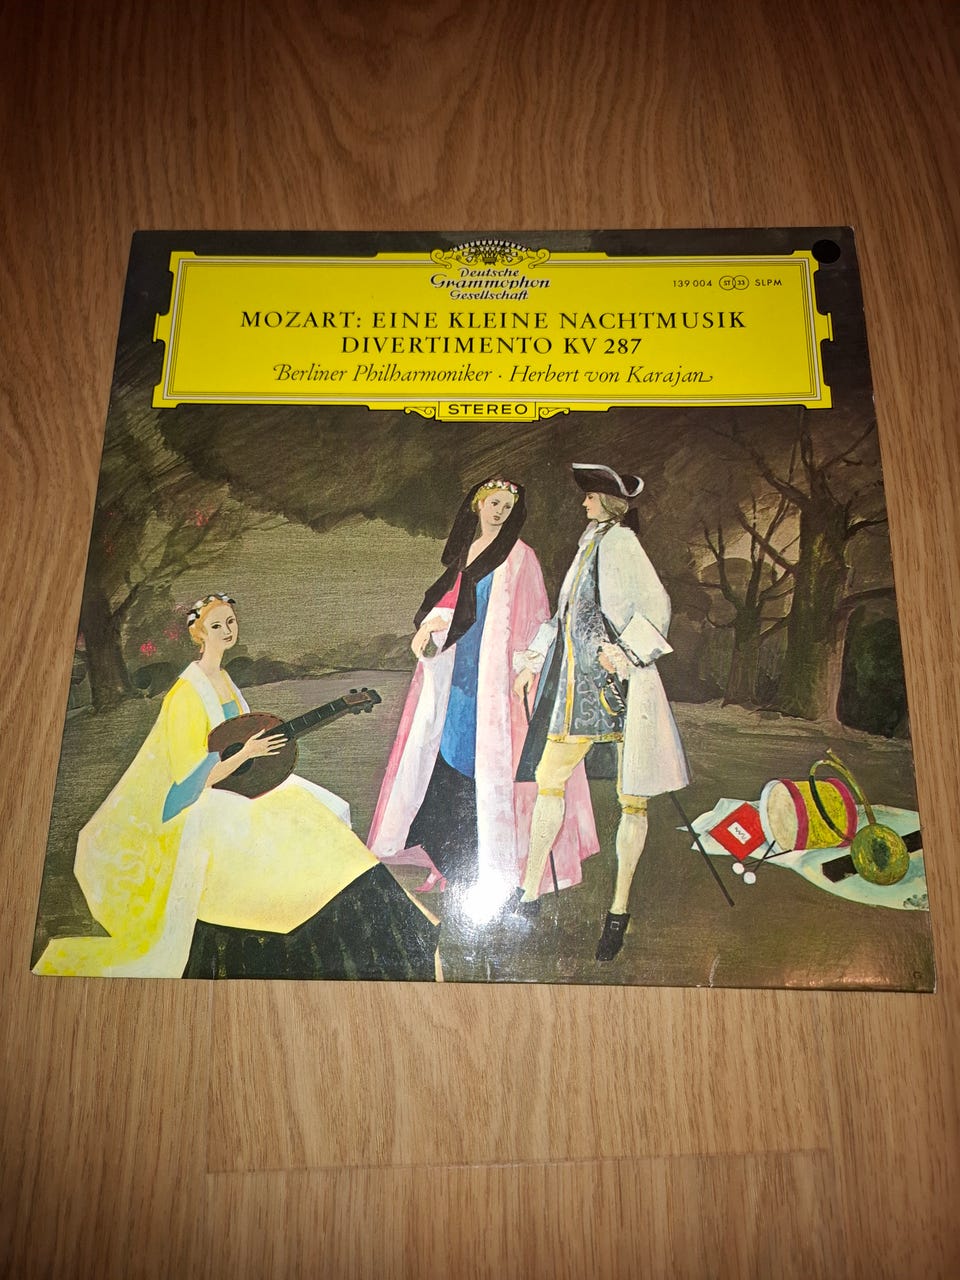 Deutsche
Grammophon
Gesellschaft
139 004 ST 33 SLPM
MOZART: EINE KLEINE NACHTMUSIK
DIVERTIMENTO KV 287
Berliner Philharmoniker · Herbert von Karajan
STEREO
G